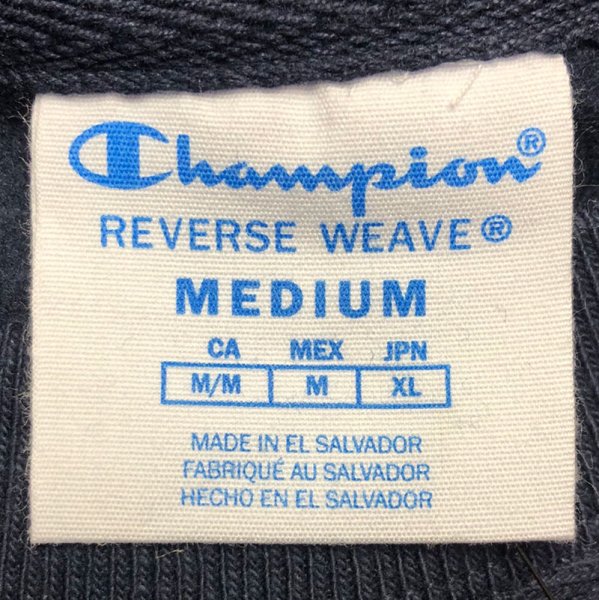 Champion®
REVERSE WEAVE®
MEDIUM
CA MEX JPN
M/M M XL
MADE IN EL SALVADOR
FABRIQUÉ AU SALVADOR
HECHO EN EL SALVADOR